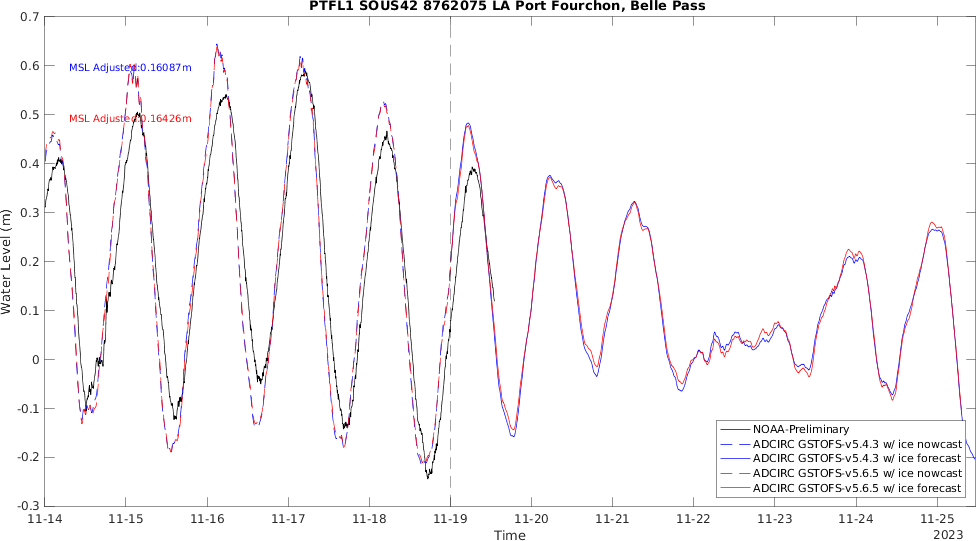 PTFL1 SOUS42 8762075 LA Port Fourchon, Belle Pass
0.7
0.6
0.5
0.4
0.3
0.2
0.1
0
-0.1
-0.2
-0.3
Water Level (m)
MSL Adjusted:0.16087m
MSL Adjusted:0.16426m
NOAA-Preliminary
ADCIRC GSTOFS-v5.4.3 w/ ice nowcast
ADCIRC GSTOFS-v5.4.3 w/ ice forecast
ADCIRC GSTOFS-v5.6.5 w/ ice nowcast
ADCIRC GSTOFS-v5.6.5 w/ ice forecast
11-14 11-15 11-16 11-17 11-18 11-19 11-20 11-21 11-22 11-23 11-24 11-25
Time
2023